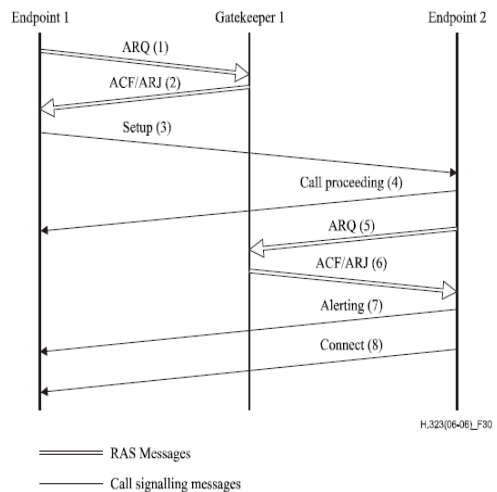 Endpoint 1 Gatekeeper 1 Endpoint 2
ARQ (1)
ACF/ARJ (2)
Setup (3)
Call proceeding (4)
ARQ (5)
ACF/ARJ (6)
Alerting (7)
Connect (8)
H.323(06-06)_F30
RAS Messages
Call signalling messages